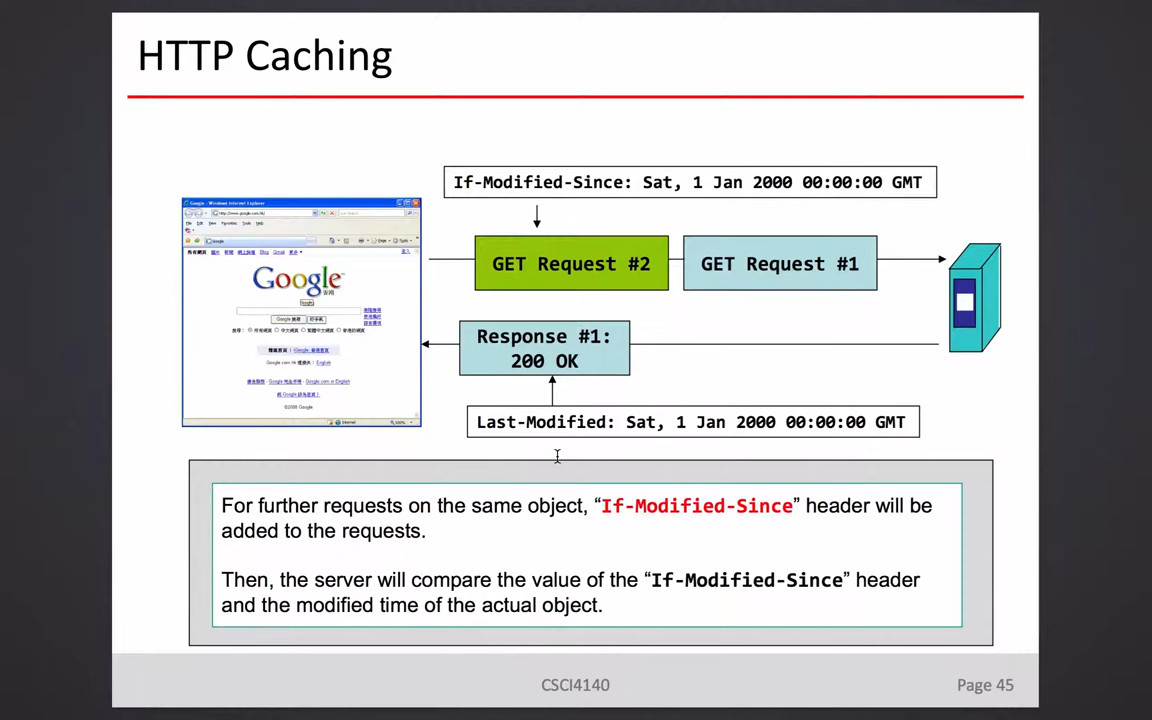 HTTP Caching
If-Modified-Since: Sat, 1 Jan 2000 00:00:00 GMT
GET Request #2
GET Request #1
Google
Response #1:
200 OK
Last-Modified: Sat, 1 Jan 2000 00:00:00 GMT
For further requests on the same object, “If-Modified-Since” header will be
added to the requests.
Then, the server will compare the value of the “If-Modified-Since” header
and the modified time of the actual object.
CSCI4140
Page 45